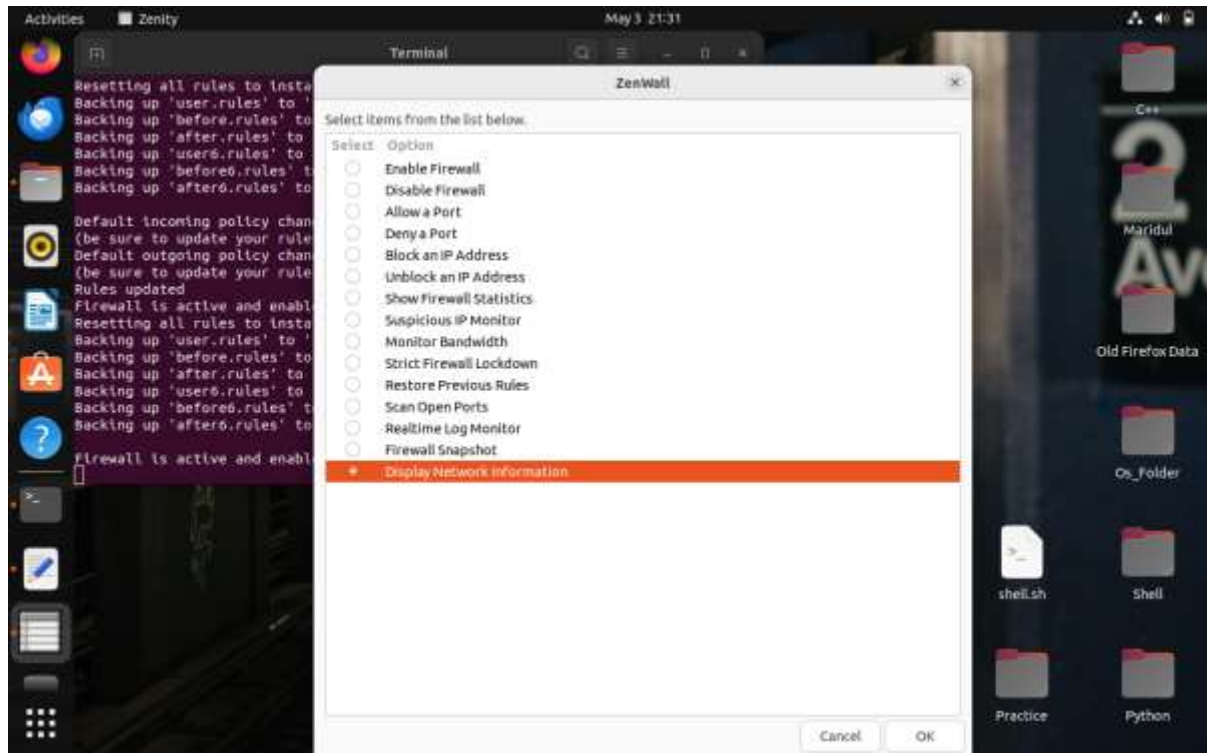 Activities Zenity May 3 21:31
Terminal
Resetting all rules to insta
Backing up 'user.rules' to '
Backing up 'before.rules' to
Backing up 'after.rules' to
Backing up 'user6.rules' to
Backing up 'before6.rules' t
Backing up 'after6.rules' to
Default incoming policy chan
(be sure to update your rule
Default outgoing policy chan
(be sure to update your rule
Rules updated
Firewall is active and enabl
Resetting all rules to insta
Backing up 'user.rules' to '
Backing up 'before.rules' to
Backing up 'after.rules' to
Backing up 'user6.rules' to
Backing up 'before6.rules' t
Backing up 'after6.rules' to
Firewall is active and enabl
ZenWall
Select items from the list below.
Select Option
Enable Firewall
Disable Firewall
Allow a Port
Deny a Port
Block an IP Address
Unblock an IP Address
Show Firewall Statistics
Suspicious IP Monitor
Monitor Bandwidth
Strict Firewall Lockdown
Restore Previous Rules
Scan Open Ports
Realtime Log Monitor
Firewall Snapshot
Display Network Information
Cancel OK
C++
2
Maridul
Av
Old Firefox Data
Os_Folder
shell.sh
Shell
Practice
Python